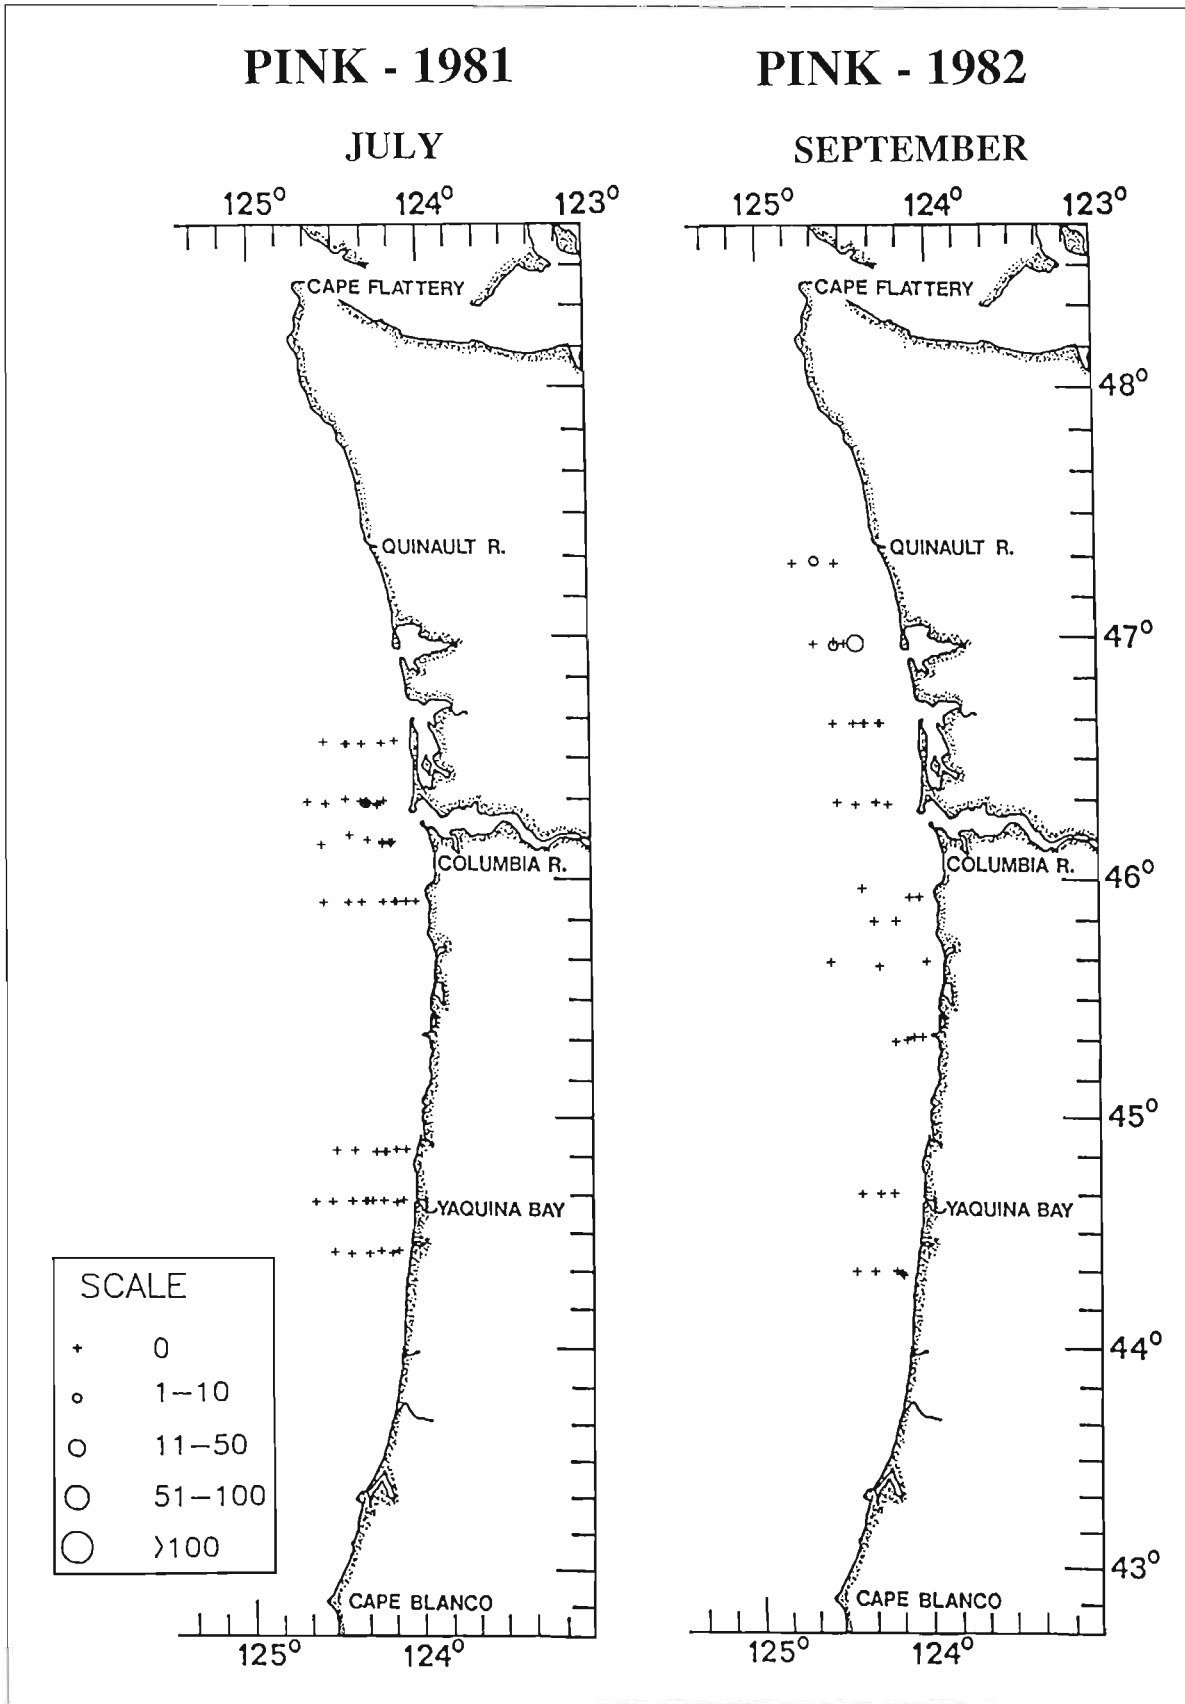 PINK - 1981
JULY
125° 124° 123°
CAPE FLATTERY
QUINAULT R.
COLUMBIA R.
YAQUINA BAY
CAPE BLANCO
125° 124°
PINK - 1982
SEPTEMBER
125° 124° 123°
CAPE FLATTERY
48°
QUINAULT R.
47°
COLUMBIA R.
46°
45°
YAQUINA BAY
44°
43°
CAPE BLANCO
125° 124°
SCALE
+ 0
1-10
11-50
51-100
>100